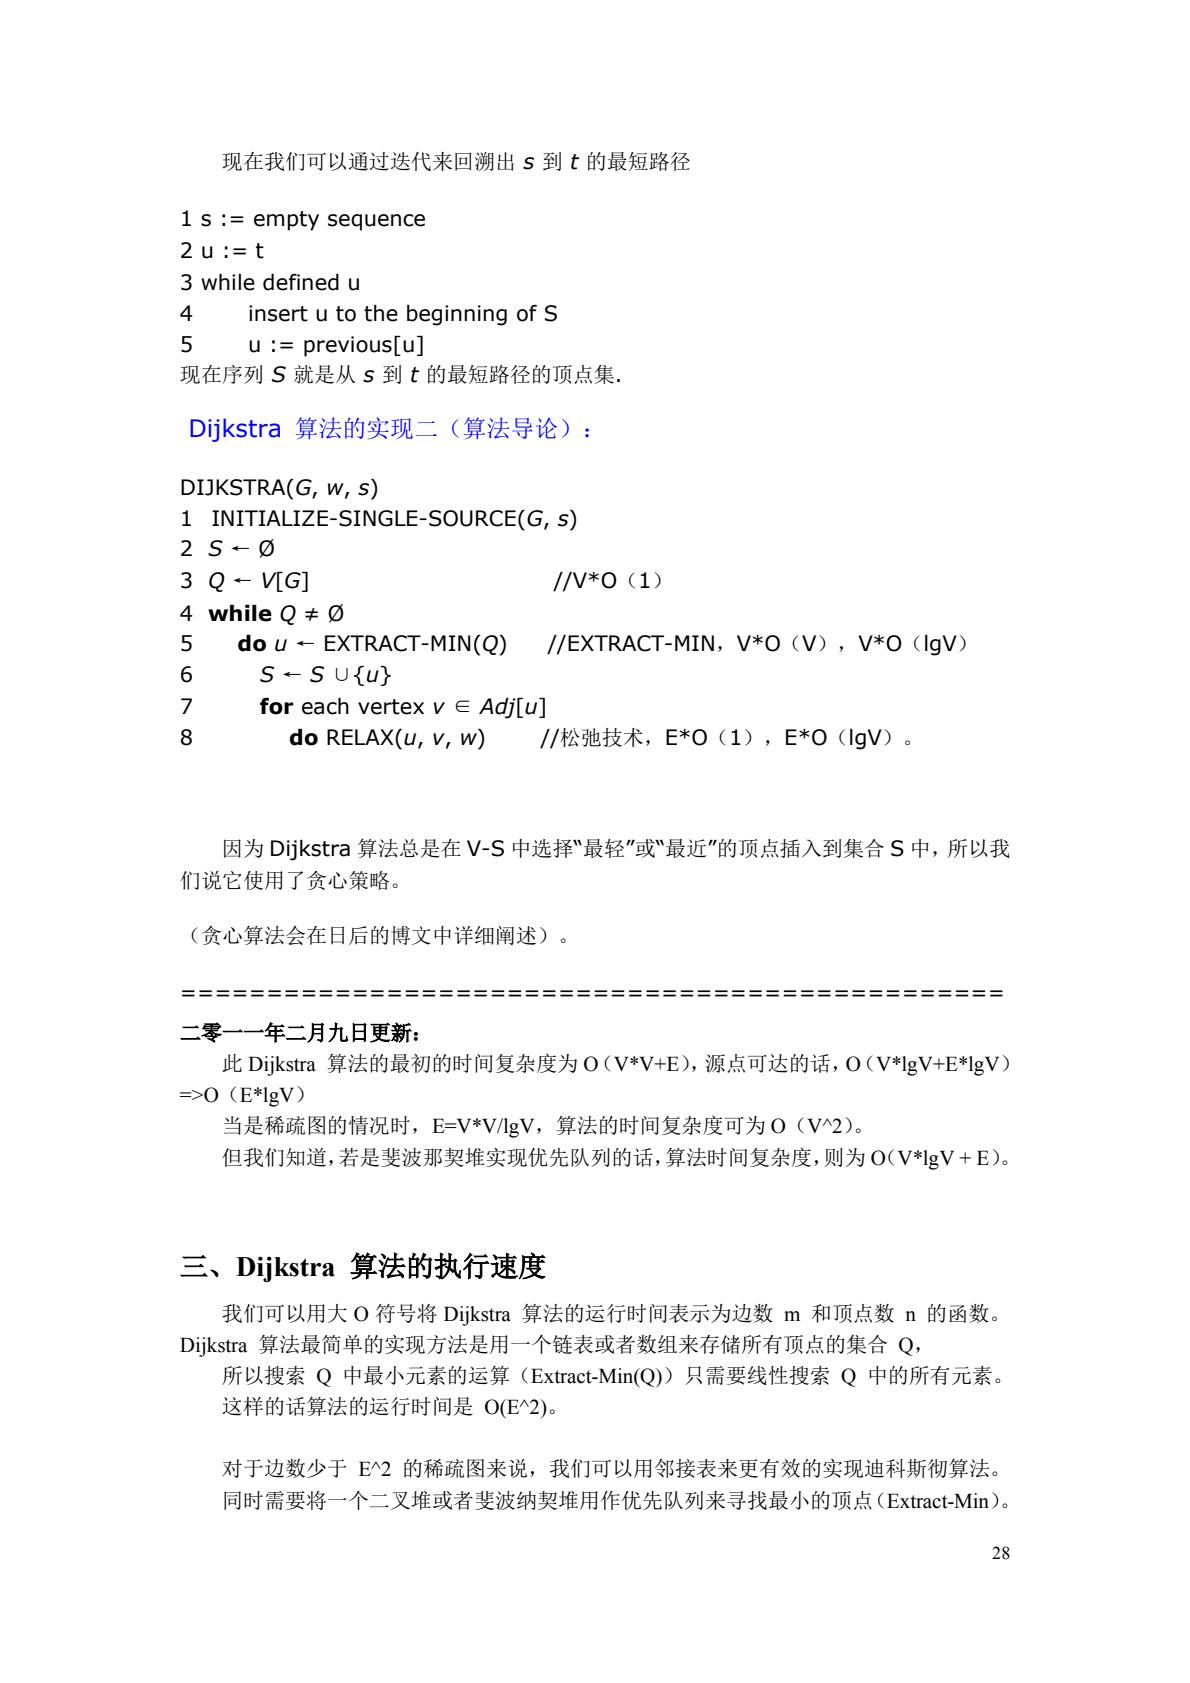 现在我们可以通过迭代来回溯出 s 到 t 的最短路径
1 s := empty sequence
2 u := t
3 while defined u
4 insert u to the beginning of S
5 u := previous[u]
现在序列 S 就是从 s 到 t 的最短路径的顶点集.
Dijkstra 算法的实现二（算法导论）：
DIJKSTRA(G, w, s)
1 INITIALIZE-SINGLE-SOURCE(G, s)
2 S ← Ø
3 Q ← V[G] //V*O（1）
4 while Q ≠ Ø
5 do u ← EXTRACT-MIN(Q) //EXTRACT-MIN，V*O（V），V*O（lgV）
6 S ← S ∪{u}
7 for each vertex v ∈ Adj[u]
8 do RELAX(u, v, w) //松弛技术，E*O（1），E*O（lgV）。
因为 Dijkstra 算法总是在 V-S 中选择“最轻”或“最近”的顶点插入到集合 S 中，所以我
们说它使用了贪心策略。
（贪心算法会在日后的博文中详细阐述）。
================================================
二零一一年二月九日更新：
此 Dijkstra 算法的最初的时间复杂度为 O（V*V+E），源点可达的话，O（V*lgV+E*lgV）
=>O（E*lgV）
当是稀疏图的情况时，E=V*V/lgV，算法的时间复杂度可为 O（V^2）。
但我们知道，若是斐波那契堆实现优先队列的话，算法时间复杂度，则为 O（V*lgV + E）。
三、Dijkstra 算法的执行速度
我们可以用大 O 符号将 Dijkstra 算法的运行时间表示为边数 m 和顶点数 n 的函数。
Dijkstra 算法最简单的实现方法是用一个链表或者数组来存储所有顶点的集合 Q，
所以搜索 Q 中最小元素的运算（Extract-Min(Q)）只需要线性搜索 Q 中的所有元素。
这样的话算法的运行时间是 O(E^2)。
对于边数少于 E^2 的稀疏图来说，我们可以用邻接表来更有效的实现迪科斯彻算法。
同时需要将一个二叉堆或者斐波纳契堆用作优先队列来寻找最小的顶点（Extract-Min）。
28